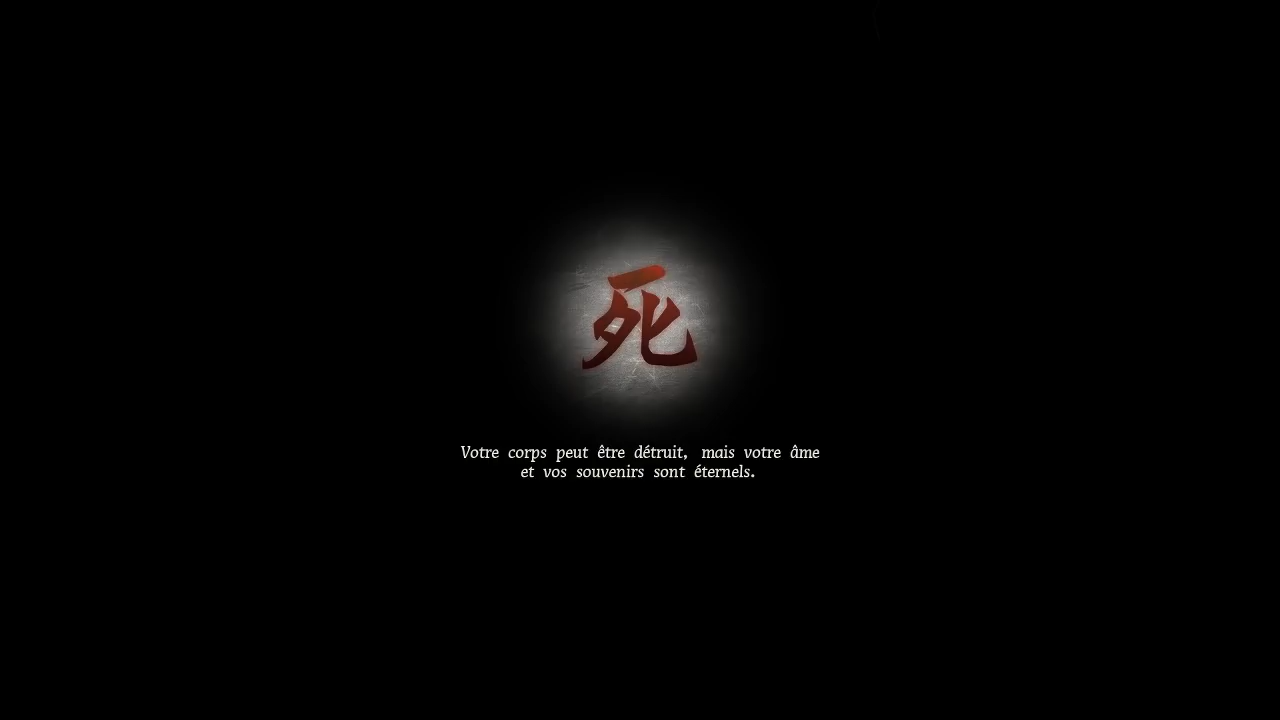 死
Votre corps peut être détruit, mais votre âme
et vos souvenirs sont éternels.